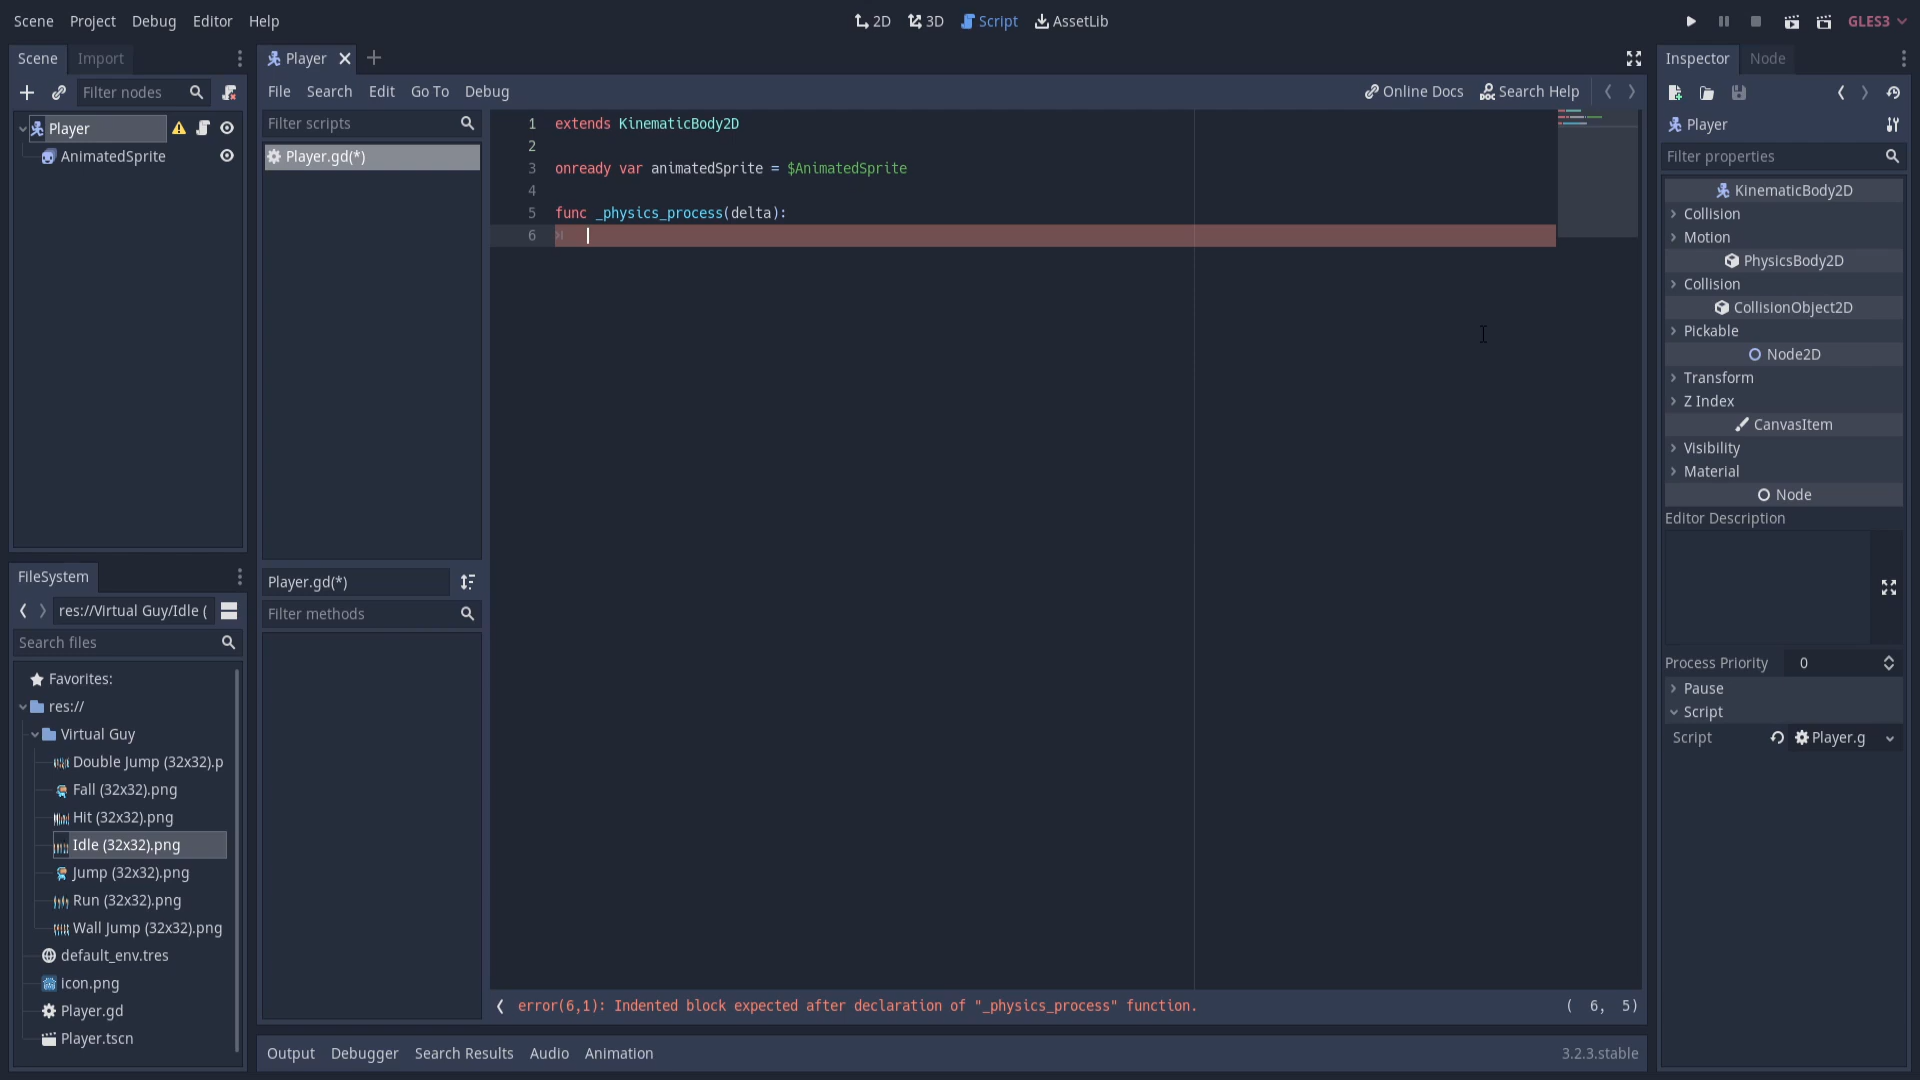 Scene Project Debug Editor Help
2D 3D Script AssetLib
GLES3
Scene Import
Filter nodes
Player
AnimatedSprite
FileSystem
res://Virtual Guy/Idle (
Search files
Favorites:
res://
Virtual Guy
Double Jump (32x32).p
Fall (32x32).png
Hit (32x32).png
Idle (32x32).png
Jump (32x32).png
Run (32x32).png
Wall Jump (32x32).png
default_env.tres
icon.png
Player.gd
Player.tscn
Player
File Search Edit Go To Debug
Online Docs Search Help
Filter scripts
Player.gd(*)
Player.gd(*)
Filter methods
1 extends KinematicBody2D
2
3 onready var animatedSprite = $AnimatedSprite
4
5 func _physics_process(delta):
6
error(6,1): Indented block expected after declaration of "_physics_process" function.
( 6, 5)
Output Debugger Search Results Audio Animation
3.2.3.stable
Inspector Node
Player
Filter properties
KinematicBody2D
Collision
Motion
PhysicsBody2D
Collision
CollisionObject2D
Pickable
Node2D
Transform
Z Index
CanvasItem
Visibility
Material
Node
Editor Description
Process Priority 0
Pause
Script
Script Player.g